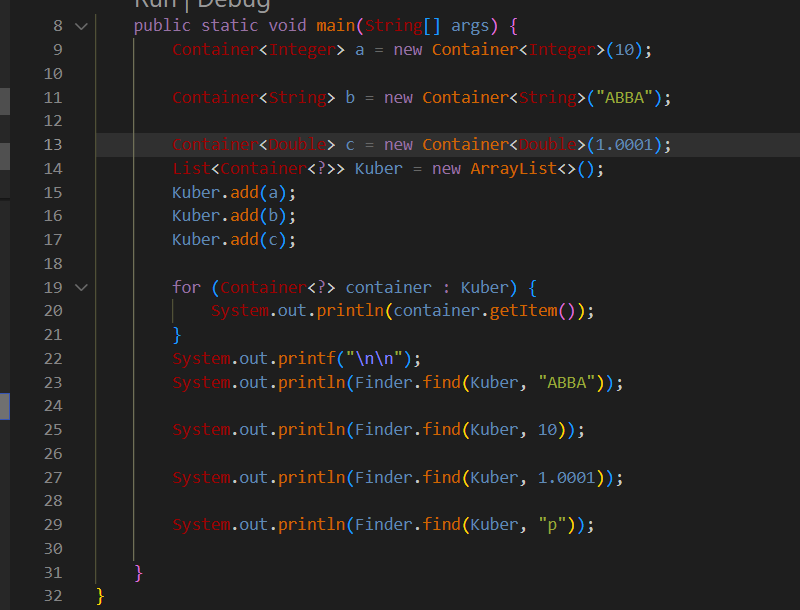 Run | Debug
8 public static void main(String[] args) {
9 Container<Integer> a = new Container<Integer>(10);
10
11 Container<String> b = new Container<String>("ABBA");
12
13 Container<Double> c = new Container<Double>(1.0001);
14 List<Container<?>> Kuber = new ArrayList<>();
15 Kuber.add(a);
16 Kuber.add(b);
17 Kuber.add(c);
18
19 for (Container<?> container : Kuber) {
20 System.out.println(container.getItem());
21 }
22 System.out.printf("\n\n");
23 System.out.println(Finder.find(Kuber, "ABBA"));
24
25 System.out.println(Finder.find(Kuber, 10));
26
27 System.out.println(Finder.find(Kuber, 1.0001));
28
29 System.out.println(Finder.find(Kuber, "p"));
30
31 }
32 }